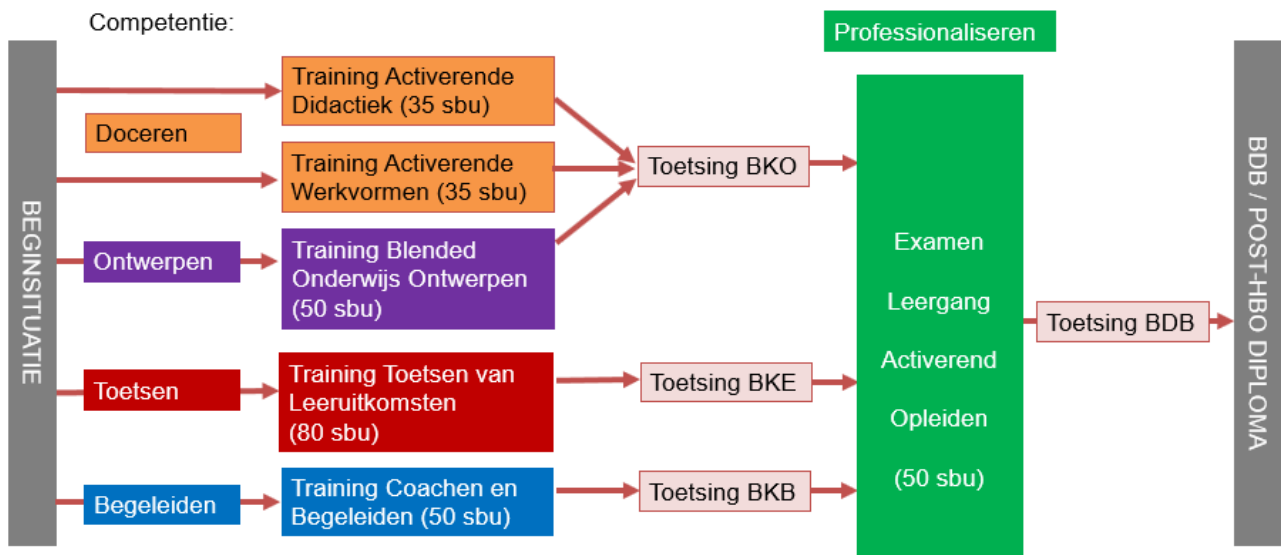 Competentie:
Professionaliseren
BEGINSITUATIE
Training Activerende
Didactiek (35 sbu)
Doceren
Training Activerende
Werkvormen (35 sbu)
Toetsing BKO
Ontwerpen
Training Blended
Onderwijs Ontwerpen
(50 sbu)
Toetsen
Training Toetsen van
Leeruitkomsten
(80 sbu)
Toetsing BKE
Begeleiden
Training Coachen en
Begeleiden (50 sbu)
Toetsing BKB
Examen
Leergang
Activerend
Opleiden
(50 sbu)
Toetsing BDB
BDB / POST-HBO DIPLOMA